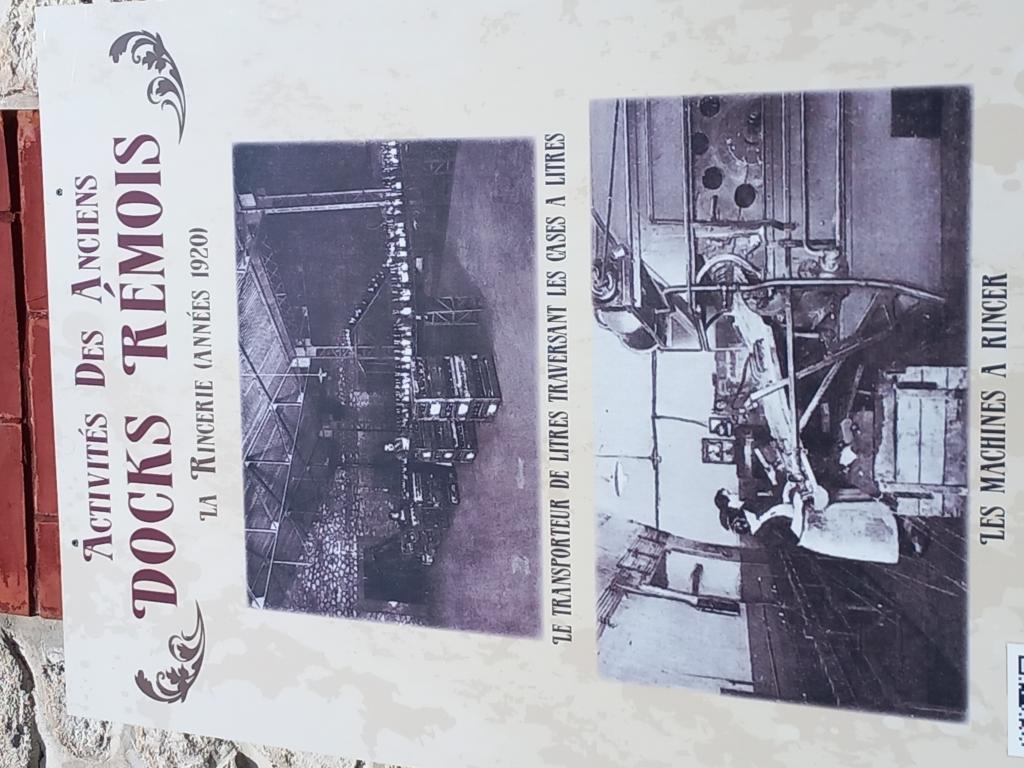 Activités Des Anciens
DOCKS RÉMOIS
La Rincerie (années 1920)
Le transporteur de litres traversant les cases a litres
Les machines a rincer